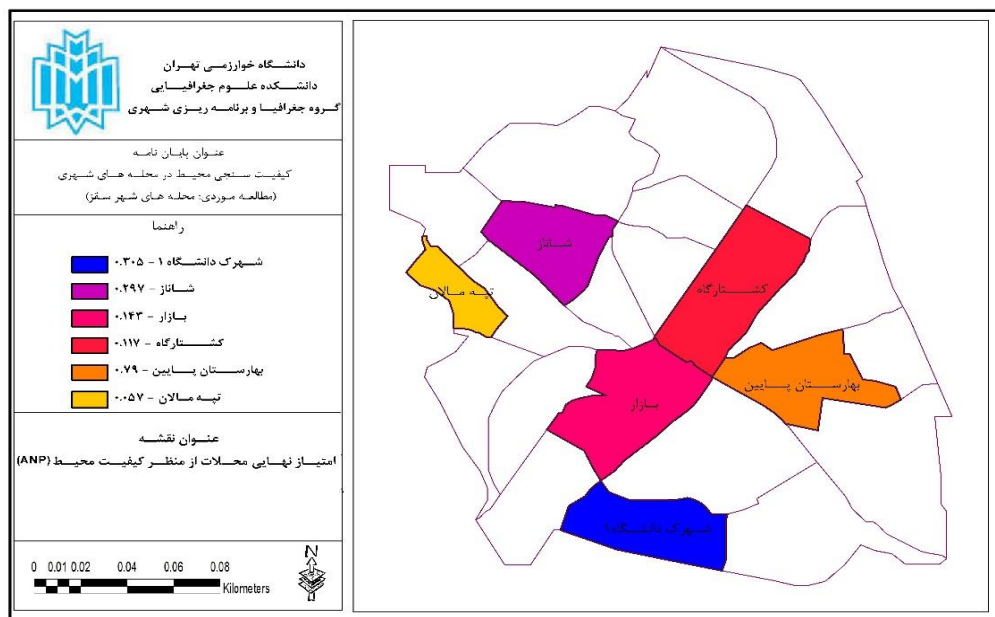 دانشگاه خوارزمی تهران
دانشکده علوم جغرافیایی
گروه جغرافیا و برنامه ریزی شهری
عنوان پایان نامه
کیفیت سنجی محیط در محله های شهری
(مطالعه موردی: محله های شهر سقز)
راهنما
شهرک دانشگاه ۱ - ۰.۳۰۵
شاناز - ۰.۲۹۷
بازار - ۰.۱۴۳
کشتارگاه - ۰.۱۱۷
بهارستان پایین - ۰.۷۹
تپه مالان - ۰.۰۵۷
عنوان نقشه
امتیاز نهایی محلات از منظر کیفیت محیط (ANP)
0 0.01 0.02 0.04 0.06 0.08
Kilometers
N
شاناز
تپه مالان
کشتارگاه
بهارستان پایین
بازار
شهرک دانشگاه۱